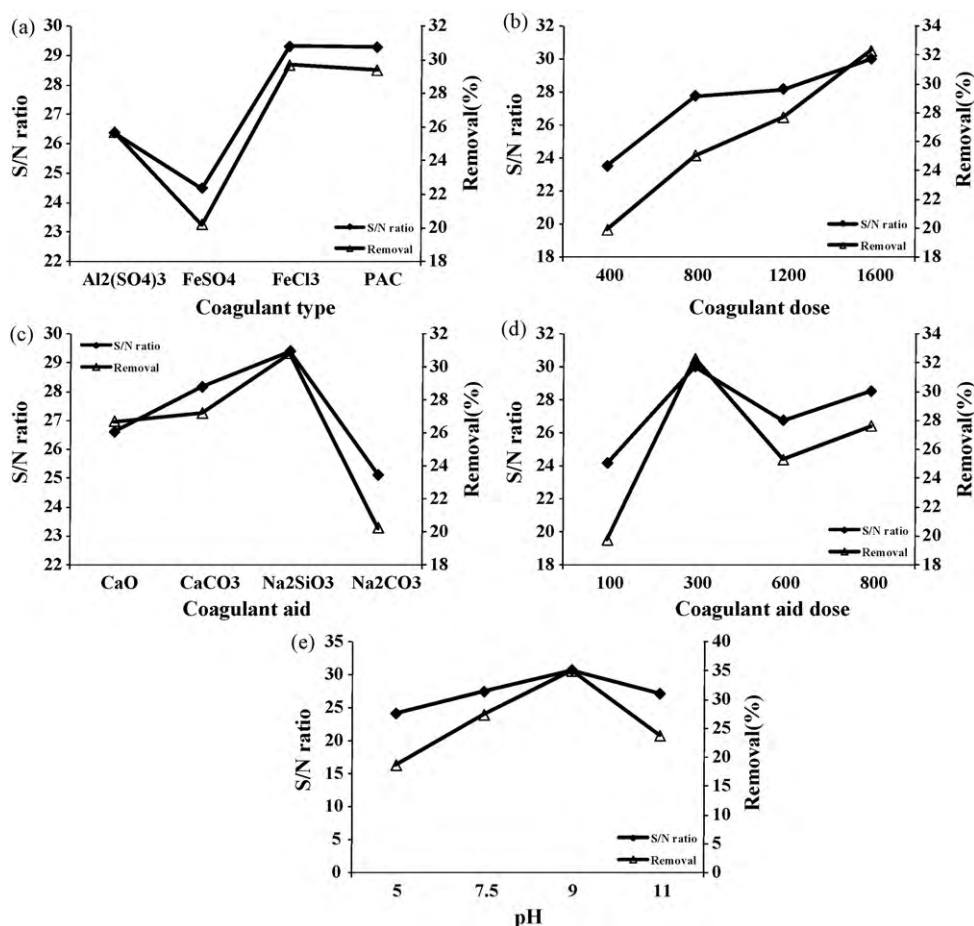 (a)
S/N ratio
30
29
28
27
26
25
24
23
22
32
30
28
26
24
22
20
18
Removal(%)
S/N ratio
Removal
Al2(SO4)3 FeSO4 FeCl3 PAC
Coagulant type
(b)
S/N ratio
32
30
28
26
24
22
20
18
34
32
30
28
26
24
22
20
18
Removal(%)
S/N ratio
Removal
400 800 1200 1600
Coagulant dose
(c)
S/N ratio
30
29
28
27
26
25
24
23
22
32
30
28
26
24
22
20
18
Removal(%)
S/N ratio
Removal
CaO CaCO3 Na2SiO3 Na2CO3
Coagulant aid
(d)
S/N ratio
32
30
28
26
24
22
20
18
34
32
30
28
26
24
22
20
18
Removal(%)
S/N ratio
Removal
100 300 600 800
Coagulant aid dose
(e)
S/N ratio
35
30
25
20
15
10
5
0
40
35
30
25
20
15
10
5
0
Removal(%)
S/N ratio
Removal
5 7.5 9 11
pH